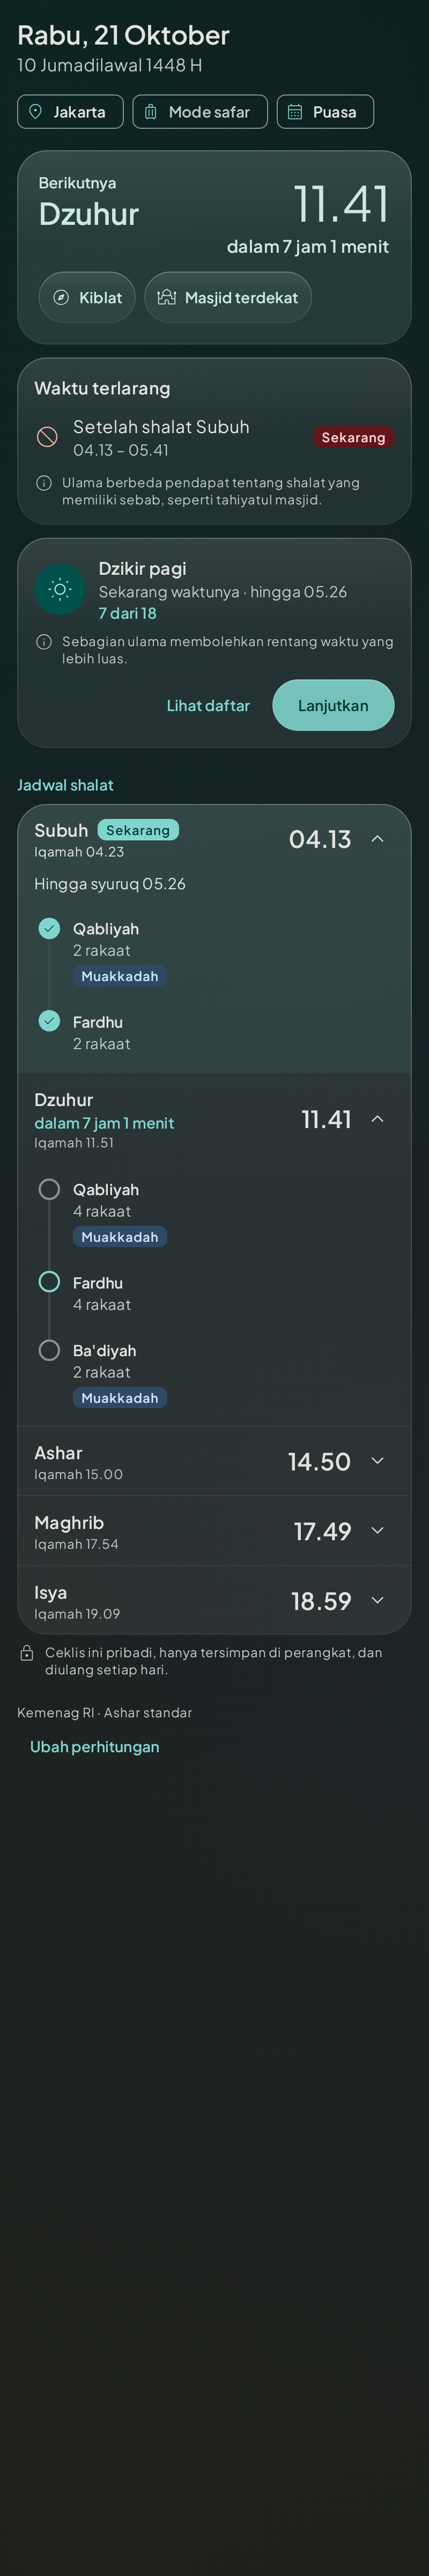 Rabu, 21 Oktober
10 Jumadilawal 1448 H
Jakarta
Mode safar
Puasa
Berikutnya
Dzuhur
11.41
dalam 7 jam 1 menit
Kiblat
Masjid terdekat
Waktu terlarang
Setelah shalat Subuh
04.13 – 05.41
Sekarang
Ulama berbeda pendapat tentang shalat yang
memiliki sebab, seperti tahiyatul masjid.
Dzikir pagi
Sekarang waktunya · hingga 05.26
7 dari 18
Sebagian ulama membolehkan rentang waktu yang
lebih luas.
Lihat daftar
Lanjutkan
Jadwal shalat
Subuh
Sekarang
Iqamah 04.23
04.13
Hingga syuruq 05.26
Qabliyah
2 rakaat
Muakkadah
Fardhu
2 rakaat
Dzuhur
dalam 7 jam 1 menit
Iqamah 11.51
11.41
Qabliyah
4 rakaat
Muakkadah
Fardhu
4 rakaat
Ba'diyah
2 rakaat
Muakkadah
Ashar
Iqamah 15.00
14.50
Maghrib
Iqamah 17.54
17.49
Isya
Iqamah 19.09
18.59
Ceklis ini pribadi, hanya tersimpan di perangkat, dan
diulang setiap hari.
Kemenag RI · Ashar standar
Ubah perhitungan